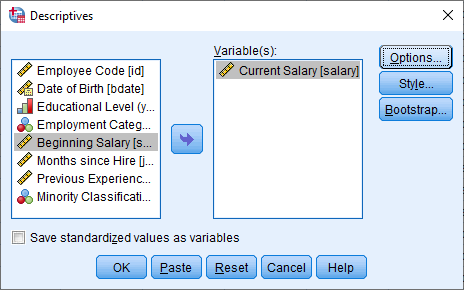 Descriptives
Variable(s):
Employee Code [id]
Date of Birth [bdate]
Educational Level (y...
Employment Categ...
Beginning Salary [s...
Months since Hire [j...
Previous Experienc...
Minority Classificati...
Current Salary [salary]
Options...
Style...
Bootstrap...
Save standardized values as variables
OK Paste Reset Cancel Help